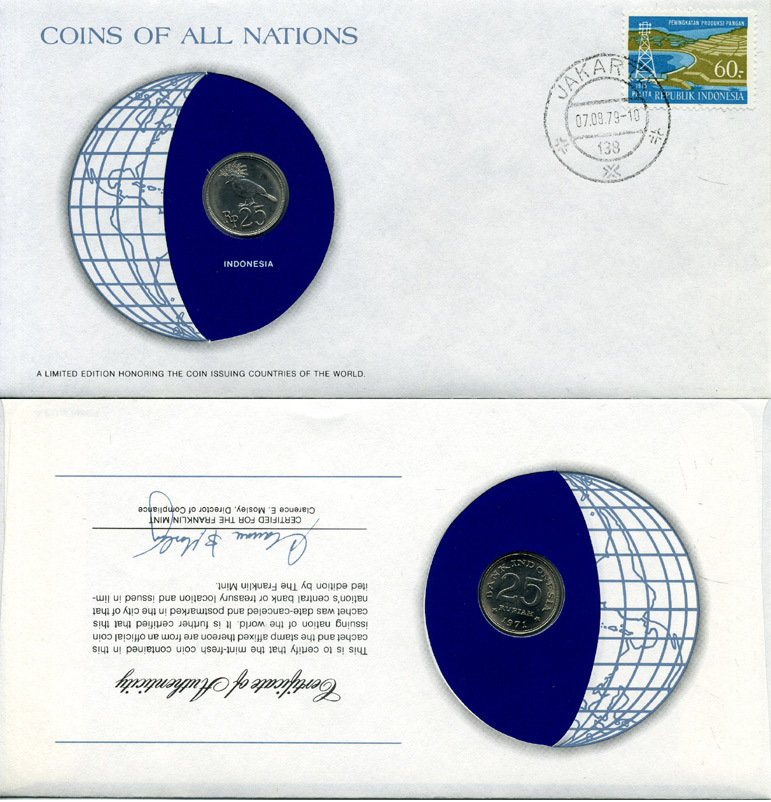 COINS OF ALL NATIONS
PENINGKATAN PRODUKSI PANGAN
60.-
1975
PELITA REPUBLIK INDONESIA
JAKART
07.09.79-10
138
RP 25
INDONESIA
A LIMITED EDITION HONORING THE COIN ISSUING COUNTRIES OF THE WORLD.
BANK INDONESIA
25
RUPIAH
1971
Certificate of Authenticity
This is to certify that the mint-fresh coin contained in this
cachet and the stamp affixed thereon are from an official coin
issuing nation of the world. It is further certified that this
cachet was date-canceled and postmarked in the city of that
nation's central bank or treasury location and issued in lim-
ited edition by The Franklin Mint.
CERTIFIED FOR THE FRANKLIN MINT
Clarence E. Mosley, Director of Compliance